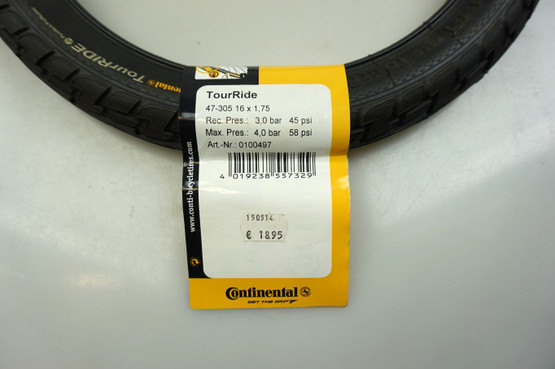 TourRIDE
Continental
TourRide
47-305 16 x 1,75
Rec. Pres.: 3,0 bar 45 psi
Max. Pres.: 4,0 bar 58 psi
Art.-Nr.: 0100497
4 019238 557329
www.conti-bicycletires.com
150514
€ 18.95
Continental
GET THE GRIP